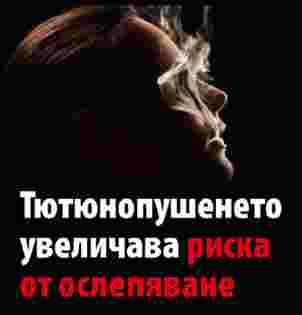 Тютюнопушенето
увеличава риска
от ослепяване